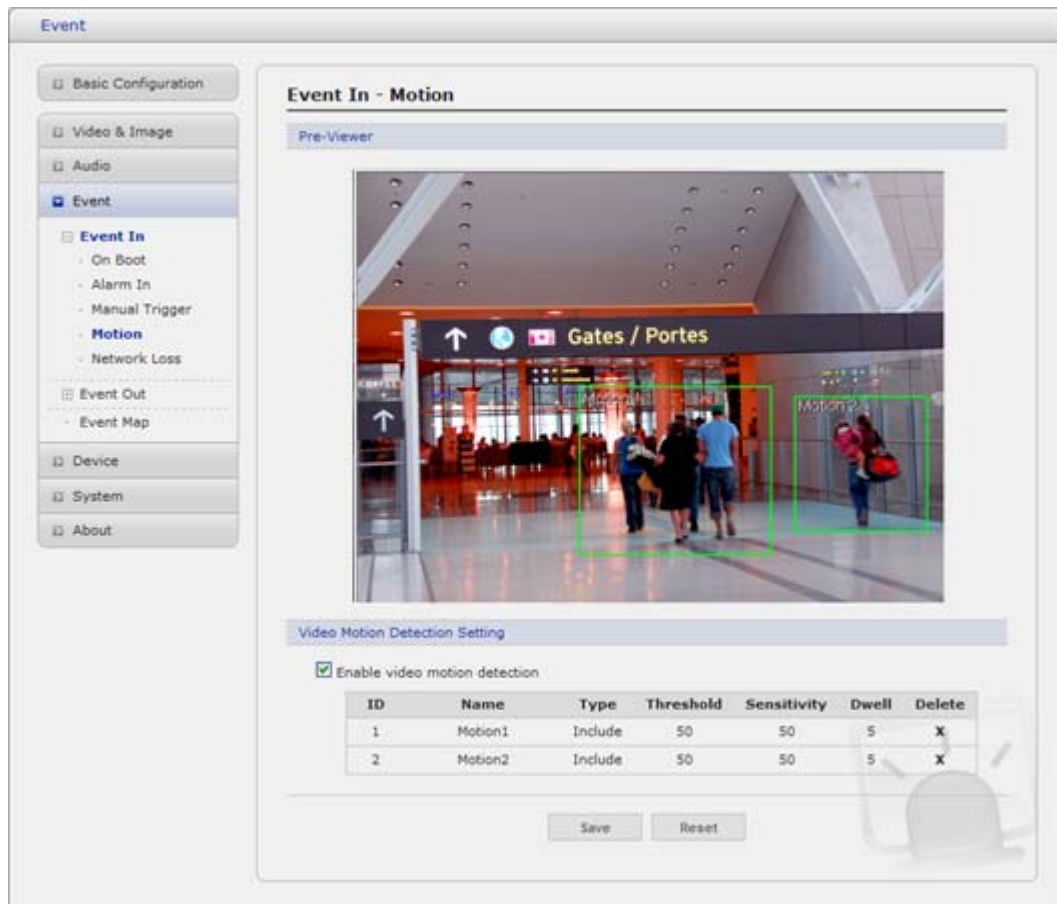 Event
Basic Configuration
Video & Image
Audio
Event
Event In
On Boot
Alarm In
Manual Trigger
Motion
Network Loss
Event Out
Event Map
Device
System
About
Event In - Motion
Pre-Viewer
Gates / Portes
Motion 2
Video Motion Detection Setting
Enable video motion detection
ID Name Type Threshold Sensitivity Dwell Delete
1 Motion1 Include 50 50 5 X
2 Motion2 Include 50 50 5 X
Save Reset